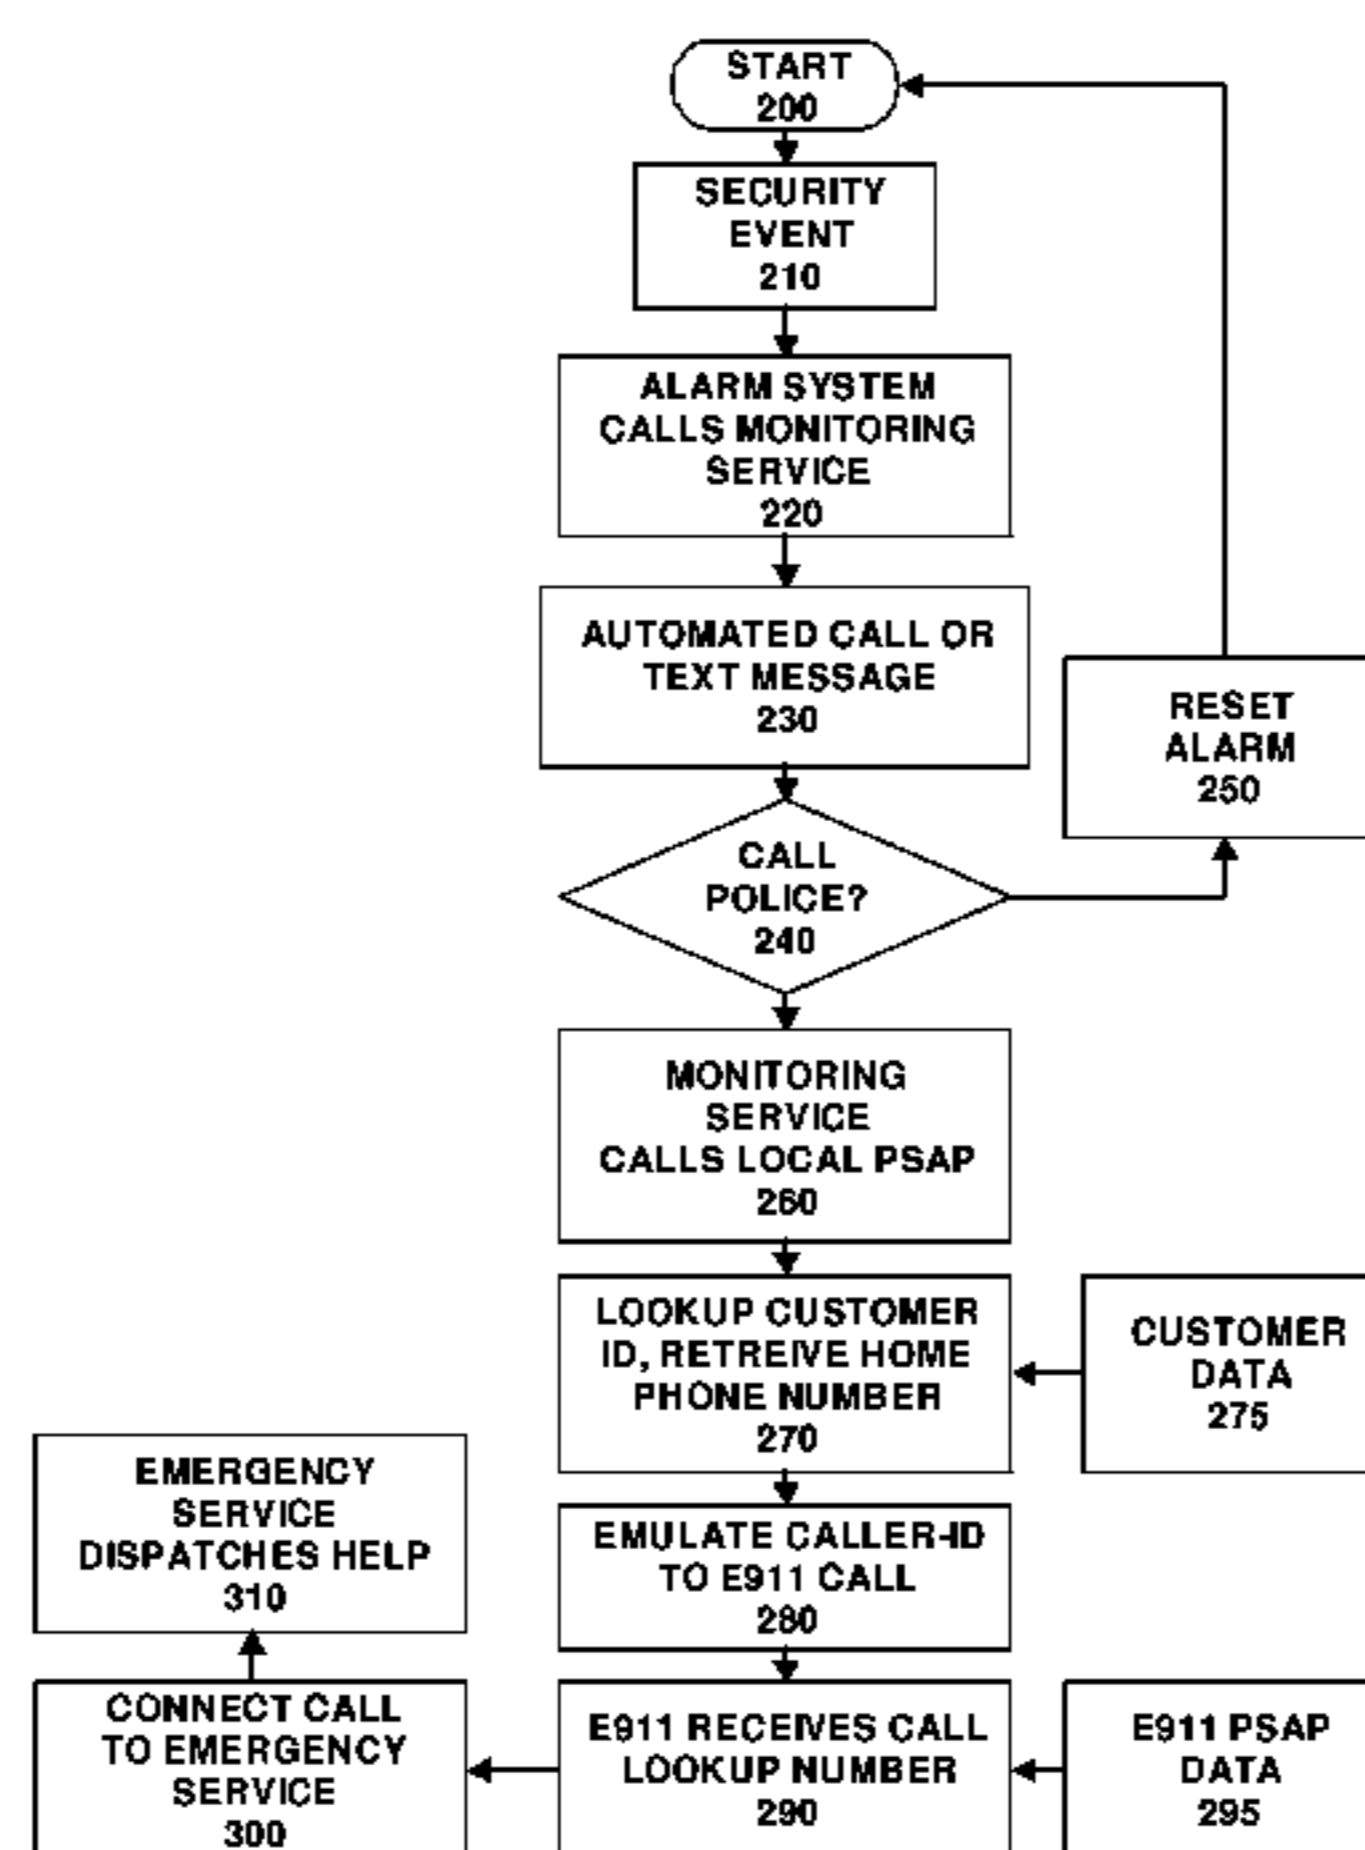 START
200
SECURITY
EVENT
210
ALARM SYSTEM
CALLS MONITORING
SERVICE
220
AUTOMATED CALL OR
TEXT MESSAGE
230
RESET
ALARM
250
CALL
POLICE?
240
MONITORING
SERVICE
CALLS LOCAL PSAP
260
LOOKUP CUSTOMER
ID, RETREIVE HOME
PHONE NUMBER
270
CUSTOMER
DATA
275
EMULATE CALLER-ID
TO E911 CALL
280
E911 RECEIVES CALL
LOOKUP NUMBER
290
E911 PSAP
DATA
295
CONNECT CALL
TO EMERGENCY
SERVICE
300
EMERGENCY
SERVICE
DISPATCHES HELP
310